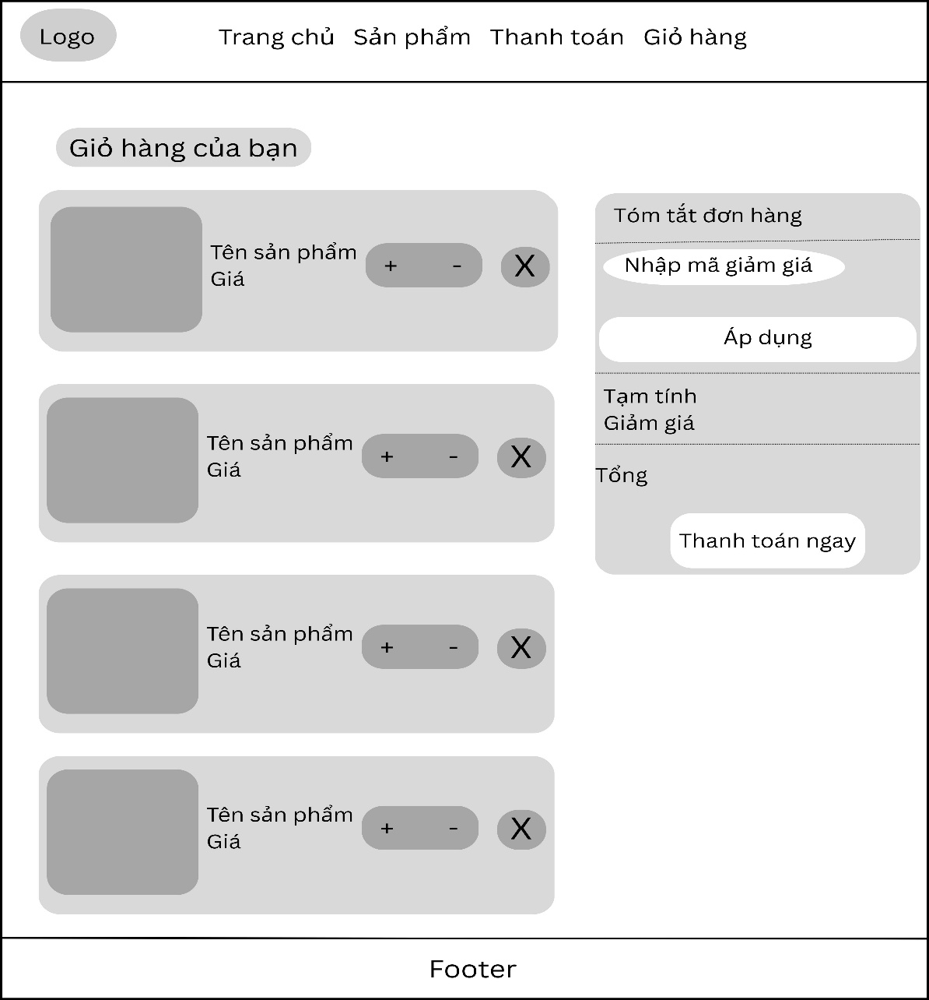 Logo
Trang chủ Sản phẩm Thanh toán Giỏ hàng
Giỏ hàng của bạn
Tên sản phẩm
Giá
+ -
X
Tên sản phẩm
Giá
+ -
X
Tên sản phẩm
Giá
+ -
X
Tên sản phẩm
Giá
+ -
X
Tóm tắt đơn hàng
Nhập mã giảm giá
Áp dụng
Tạm tính
Giảm giá
Tổng
Thanh toán ngay
Footer